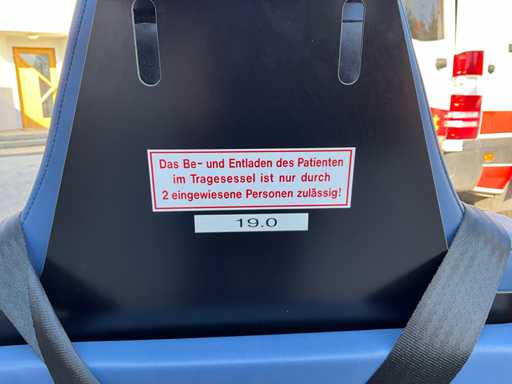 Das Be- und Entladen des Patienten
im Tragesessel ist nur durch
2 eingewiesene Personen zulässig!
19.0